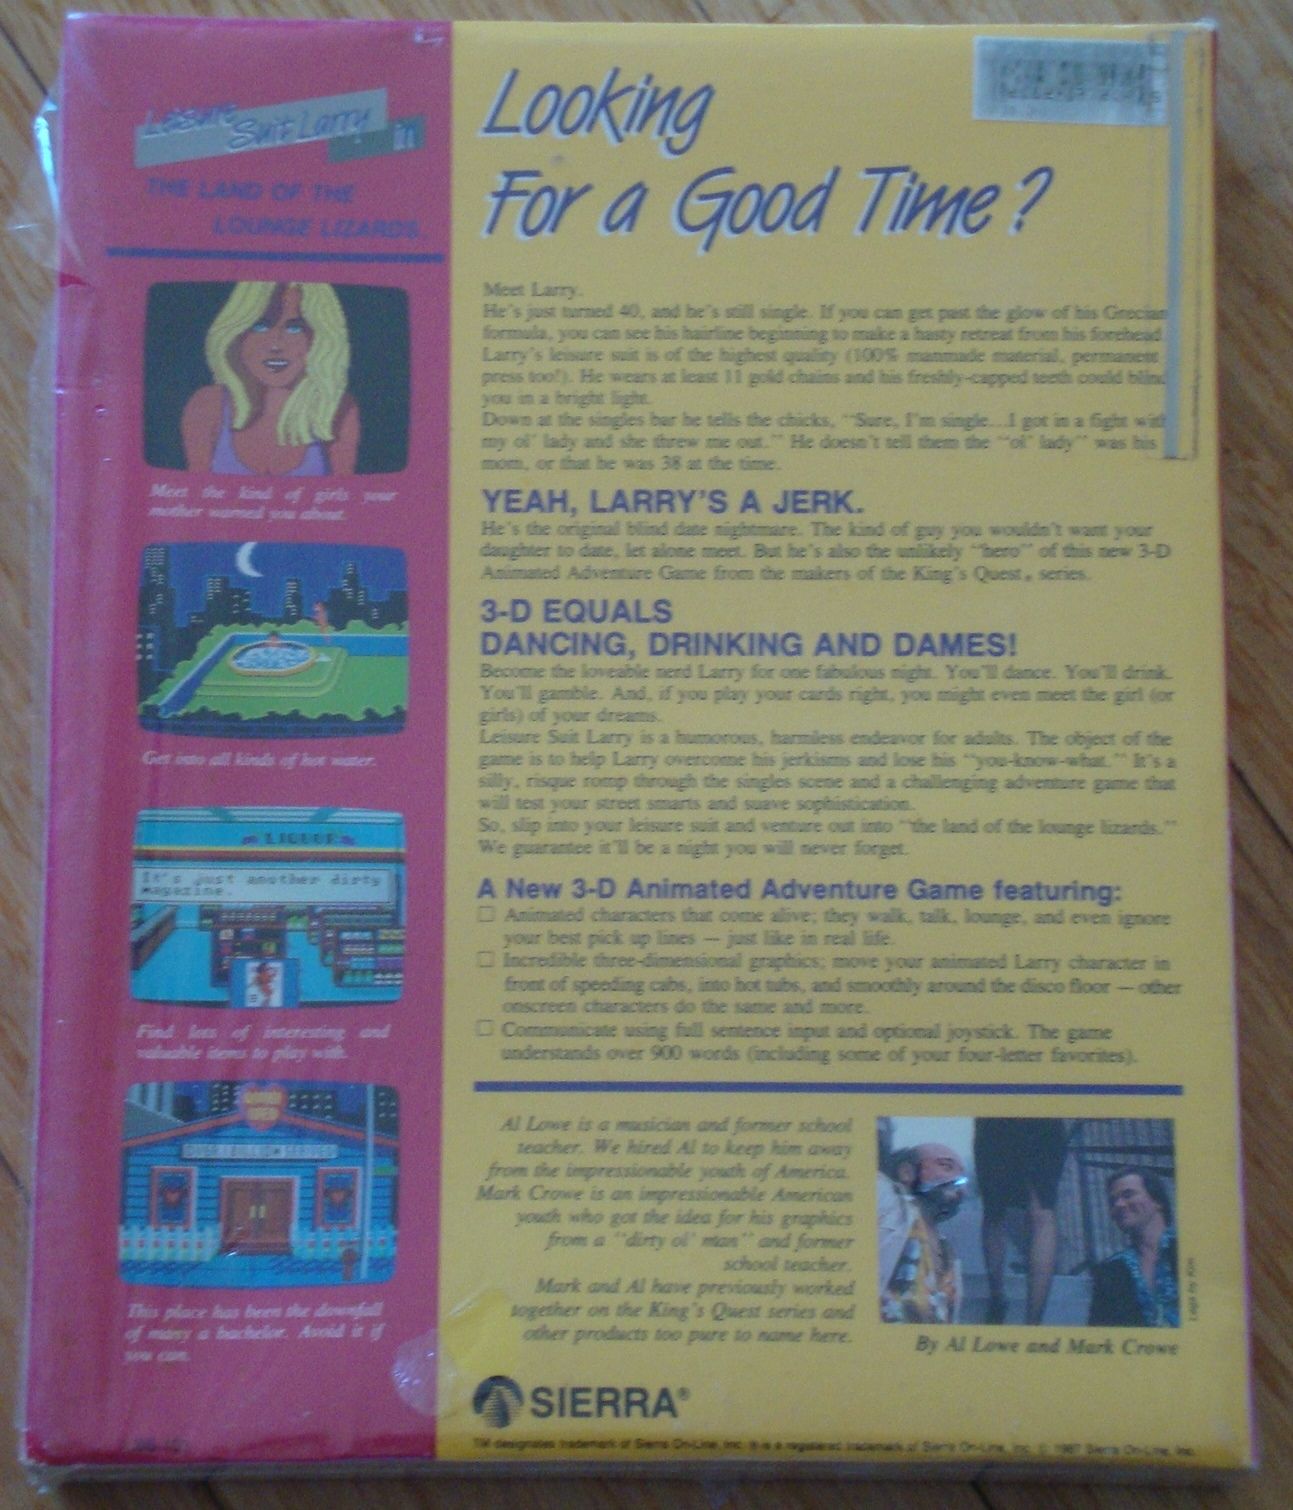 Leisure
Suit Larry
in
THE LAND OF THE
LOUNGE LIZARDS.
Meet the kind of girls your
mother warned you about.
Get into all kinds of hot water.
LIQUOR
It's just another dirty
magazine.
Find lots of interesting and
valuable items to play with.
This place has been the downfall
of many a bachelor. Avoid it if
you can.
Looking
For a Good Time?
Meet Larry.
He's just turned 40, and he's still single. If you can get past the glow of his Grecian
formula, you can see his hairline beginning to make a hasty retreat from his forehead.
Larry's leisure suit is of the highest quality (100% manmade material, permanent
press too!). He wears at least 11 gold chains and his freshly-capped teeth could blind
you in a bright light.
Down at the singles bar he tells the chicks, "Sure, I'm single...I got in a fight with
my ol' lady and she threw me out." He doesn't tell them the "ol' lady" was his
mom, or that he was 38 at the time.
YEAH, LARRY'S A JERK.
He's the original blind date nightmare. The kind of guy you wouldn't want your
daughter to date, let alone meet. But he's also the unlikely "hero" of this new 3-D
Animated Adventure Game from the makers of the King's Quest® series.
3-D EQUALS
DANCING, DRINKING AND DAMES!
Become the loveable nerd Larry for one fabulous night. You'll dance. You'll drink.
You'll gamble. And, if you play your cards right, you might even meet the girl (or
girls) of your dreams.
Leisure Suit Larry is a humorous, harmless endeavor for adults. The object of the
game is to help Larry overcome his jerkisms and lose his "you-know-what." It's a
silly, risque romp through the singles scene and a challenging adventure game that
will test your street smarts and suave sophistication.
So, slip into your leisure suit and venture out into "the land of the lounge lizards."
We guarantee it'll be a night you will never forget.
A New 3-D Animated Adventure Game featuring:
☐ Animated characters that come alive; they walk, talk, lounge, and even ignore
your best pick up lines — just like in real life.
☐ Incredible three-dimensional graphics; move your animated Larry character in
front of speeding cabs, into hot tubs, and smoothly around the disco floor — other
onscreen characters do the same and more.
☐ Communicate using full sentence input and optional joystick. The game
understands over 900 words (including some of your four-letter favorites).
Al Lowe is a musician and former school
teacher. We hired Al to keep him away
from the impressionable youth of America.
Mark Crowe is an impressionable American
youth who got the idea for his graphics
from a "dirty ol' man" and former
school teacher.
Mark and Al have previously worked
together on the King's Quest series and
other products too pure to name here.
By Al Lowe and Mark Crowe
SIERRA®
TM designates trademark of Sierra On-Line, Inc. ® is a registered trademark of Sierra On-Line, Inc. © 1987 Sierra On-Line, Inc.